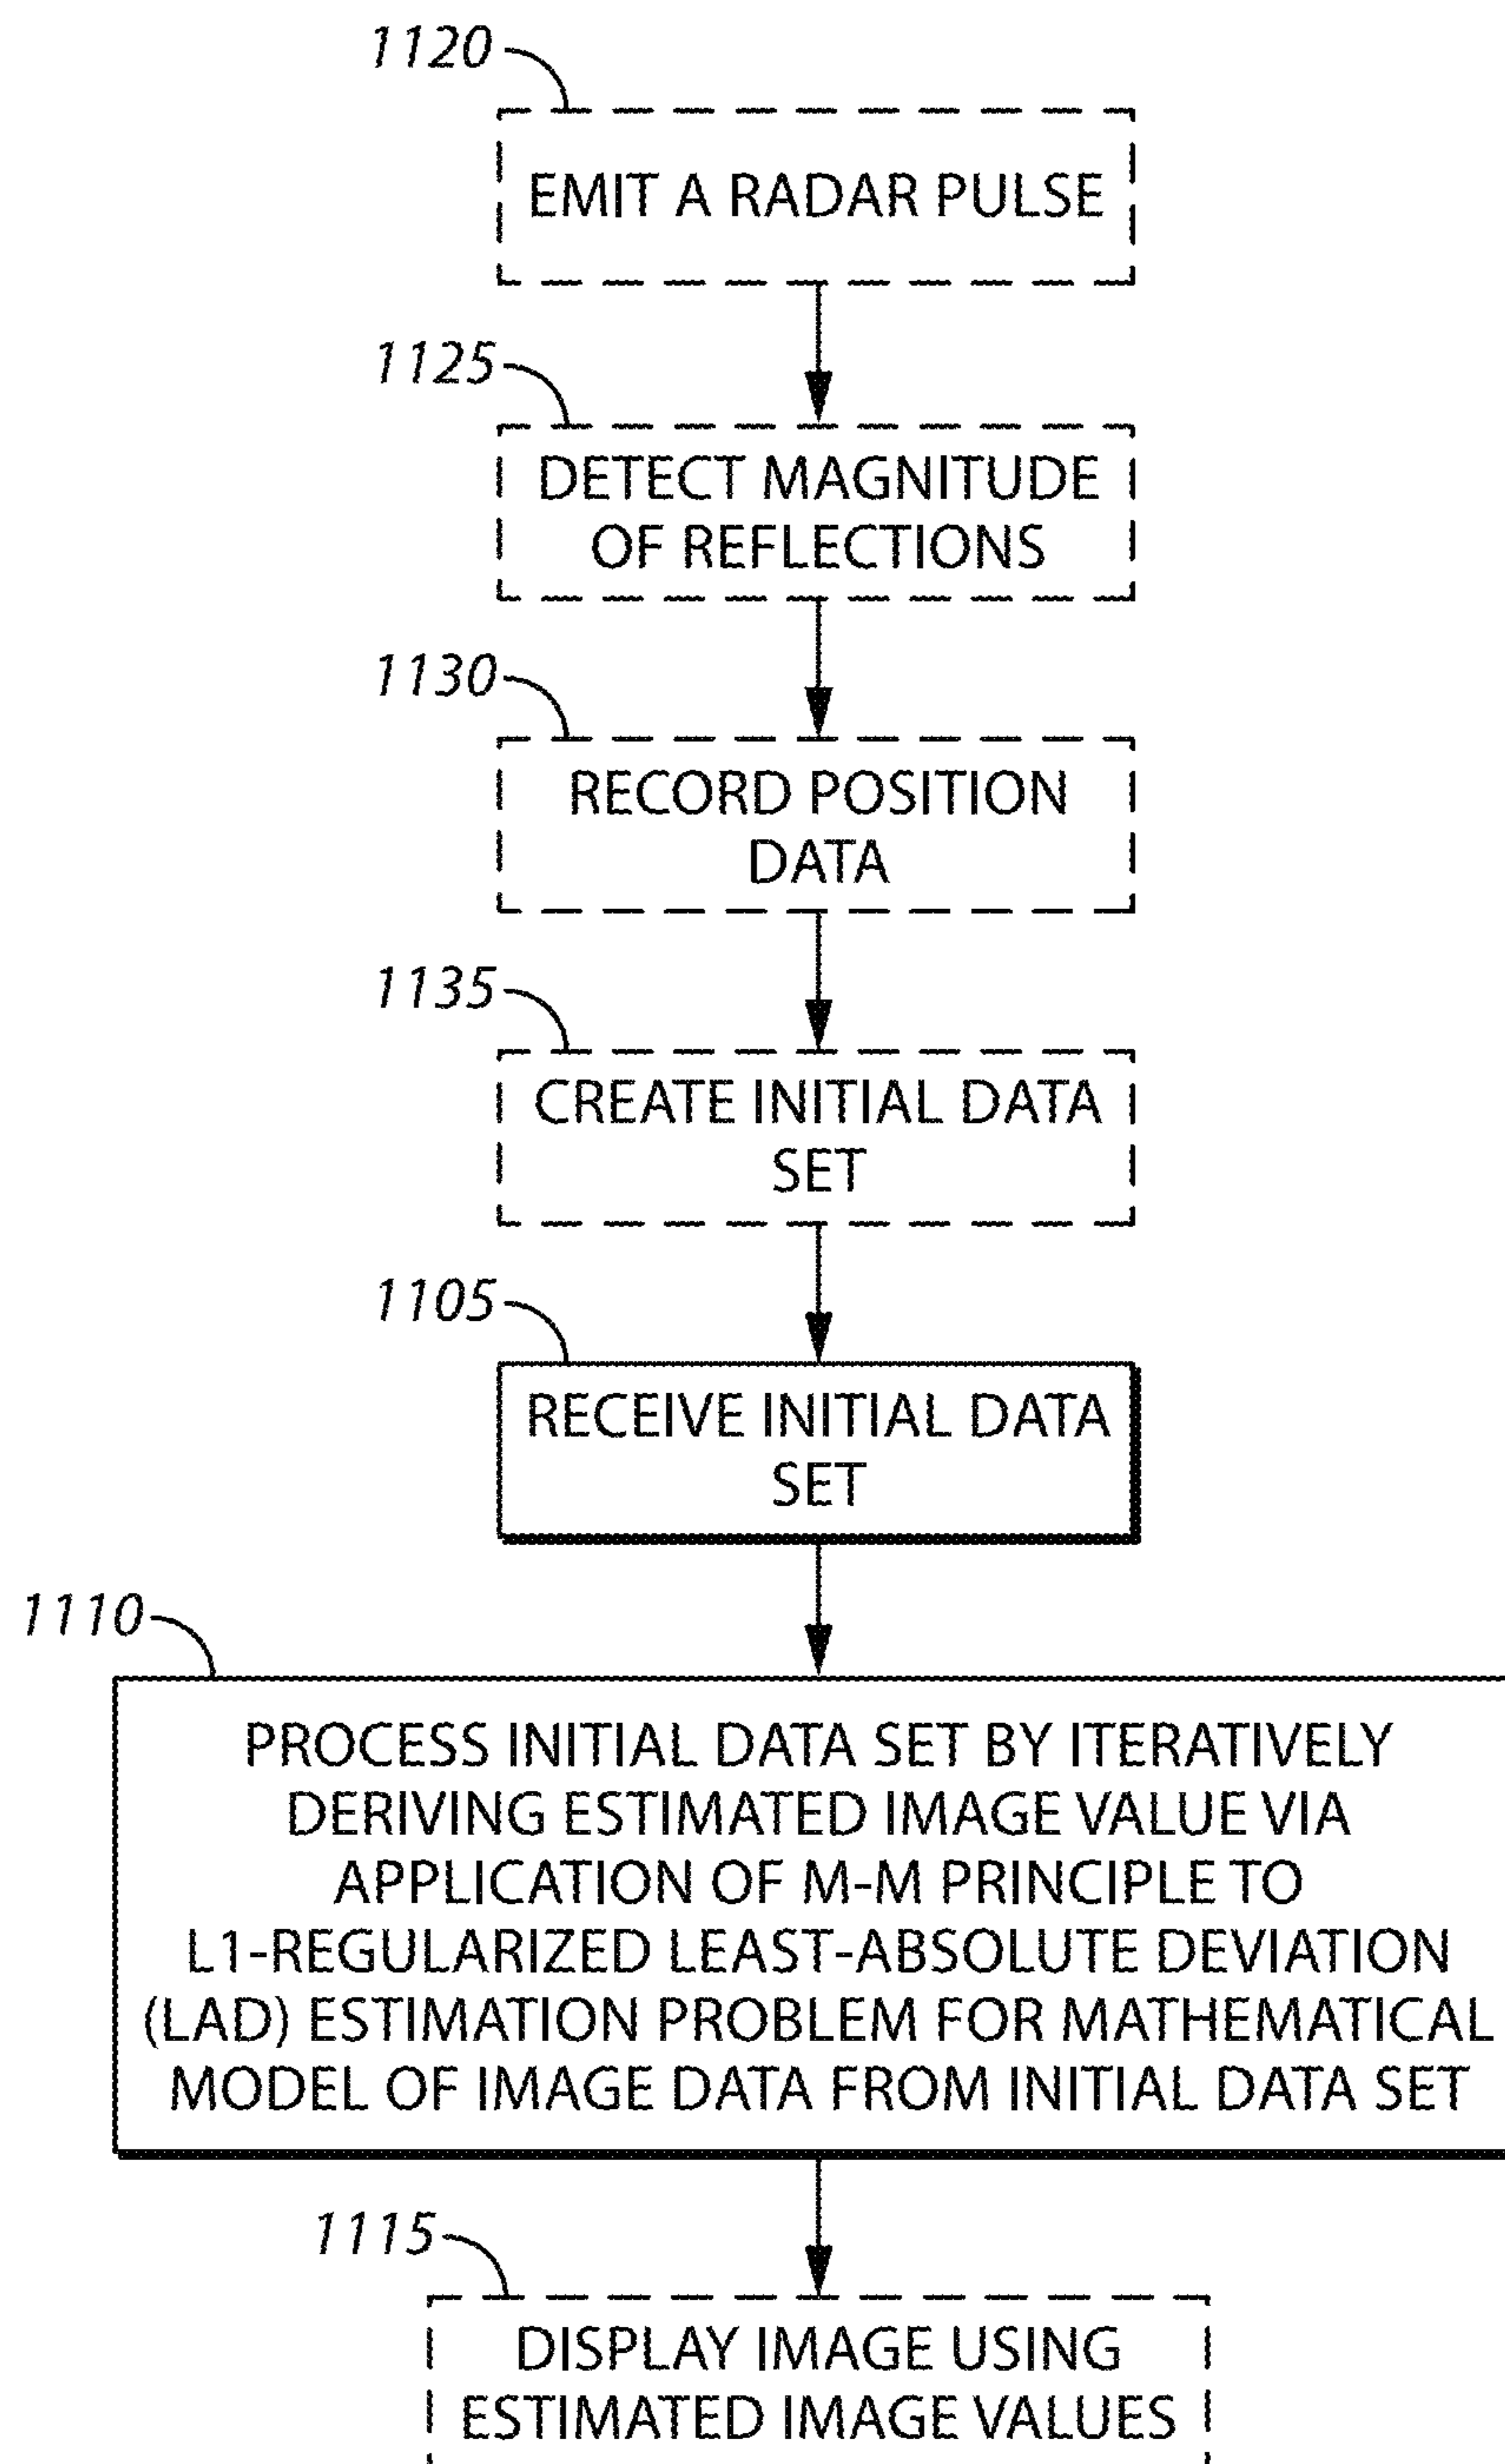 1120
EMIT A RADAR PULSE
1125
DETECT MAGNITUDE
OF REFLECTIONS
1130
RECORD POSITION
DATA
1135
CREATE INITIAL DATA
SET
1105
RECEIVE INITIAL DATA
SET
1110
PROCESS INITIAL DATA SET BY ITERATIVELY
DERIVING ESTIMATED IMAGE VALUE VIA
APPLICATION OF M-M PRINCIPLE TO
L1-REGULARIZED LEAST-ABSOLUTE DEVIATION
(LAD) ESTIMATION PROBLEM FOR MATHEMATICAL
MODEL OF IMAGE DATA FROM INITIAL DATA SET
1115
DISPLAY IMAGE USING
ESTIMATED IMAGE VALUES